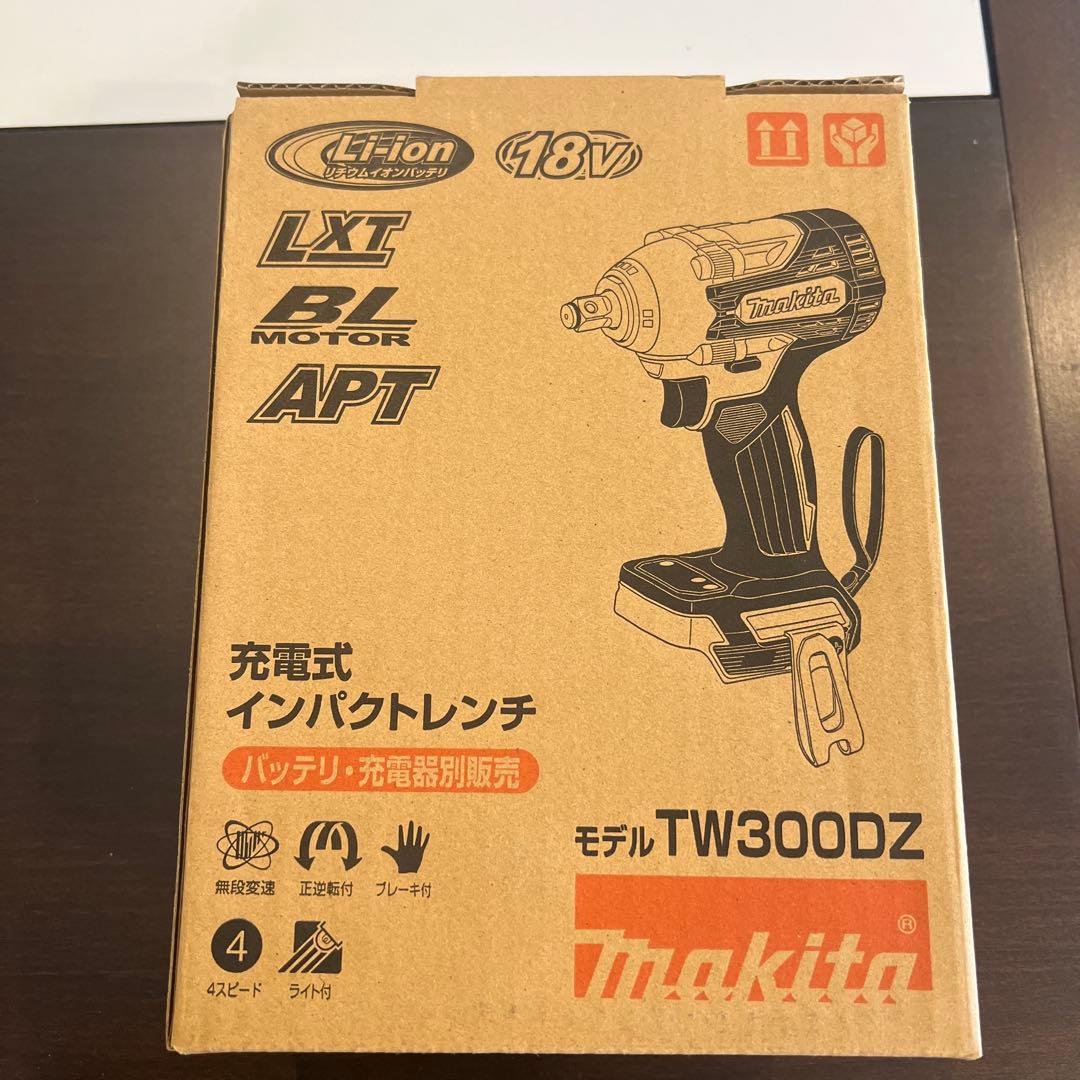 Li-ion
リチウムイオンバッテリ
18V
LXT
BL
MOTOR
APT
makita
充電式
インパクトレンチ
バッテリ・充電器別販売
無段変速
正逆転付
ブレーキ付
4
4スピード
ライト付
モデル TW300DZ
makita®